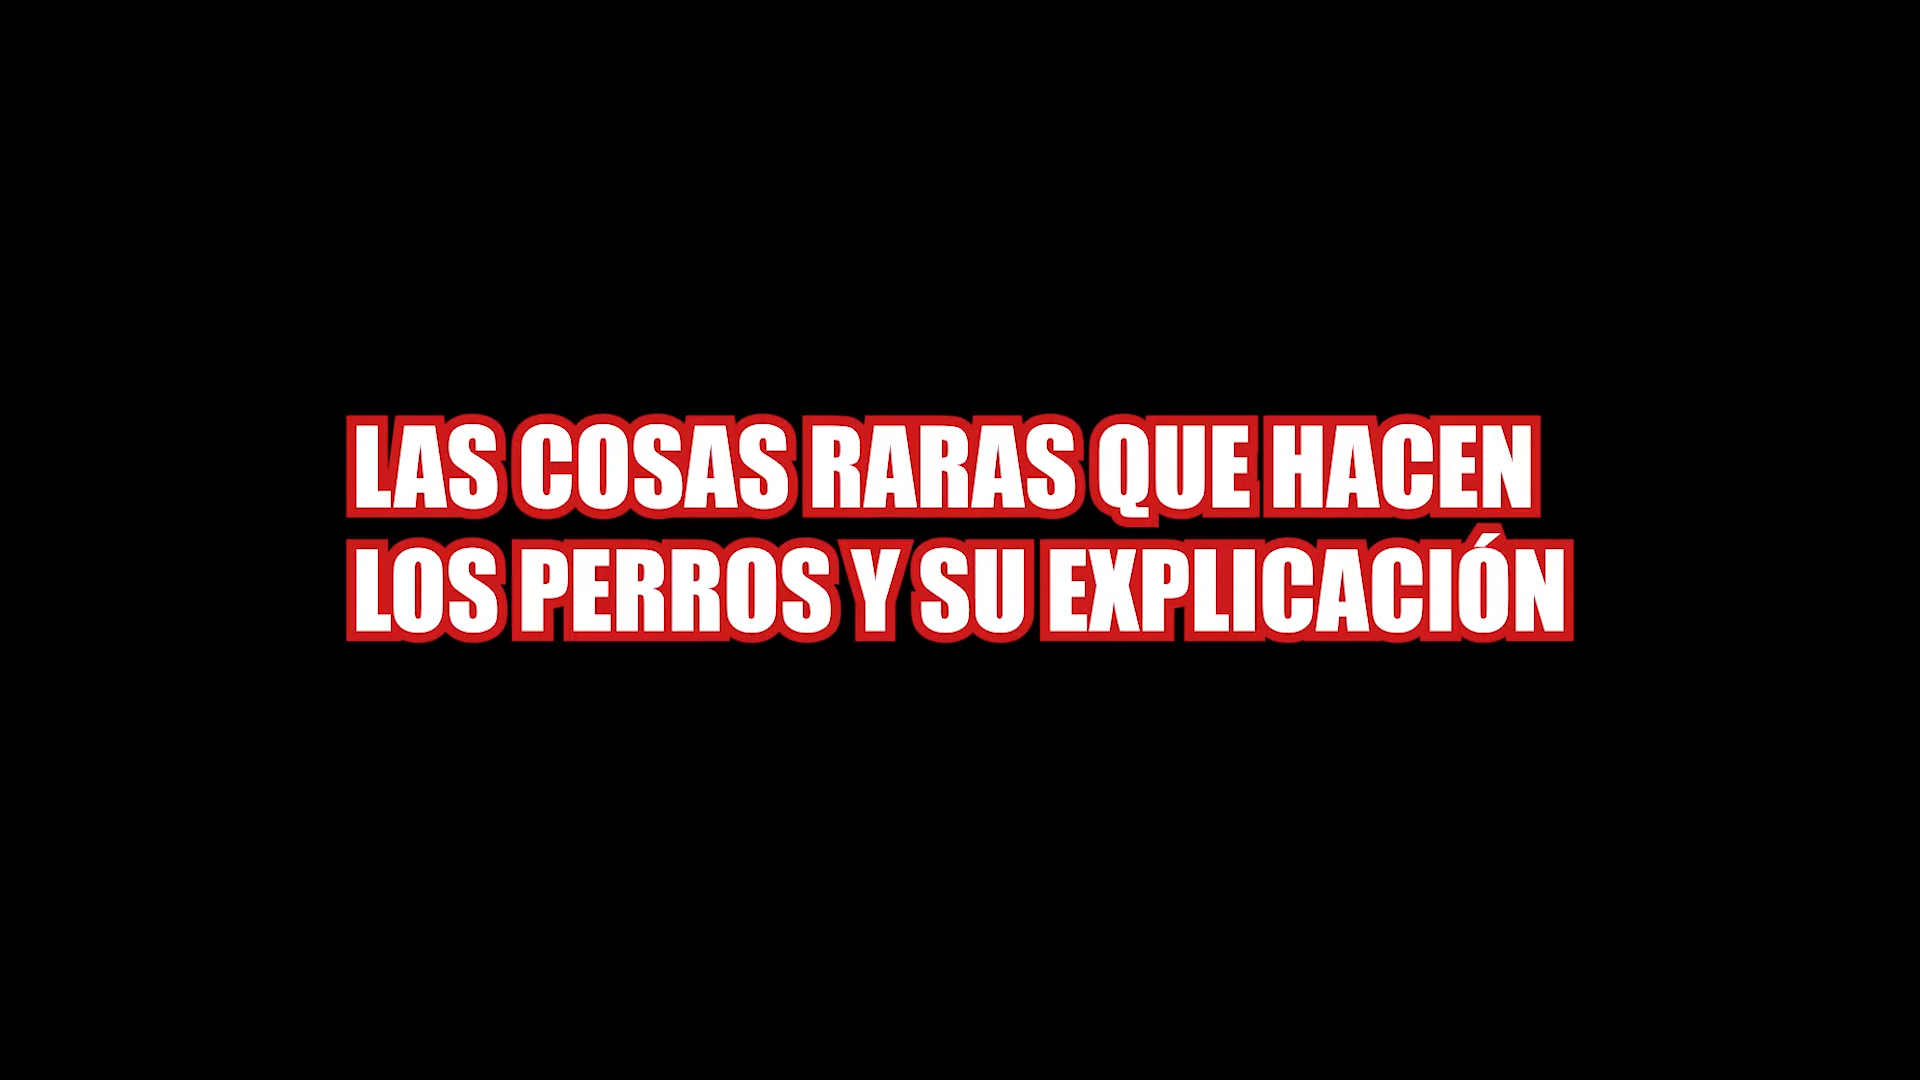 LAS COSAS RARAS QUE HACEN
LOS PERROS Y SU EXPLICACIÓN